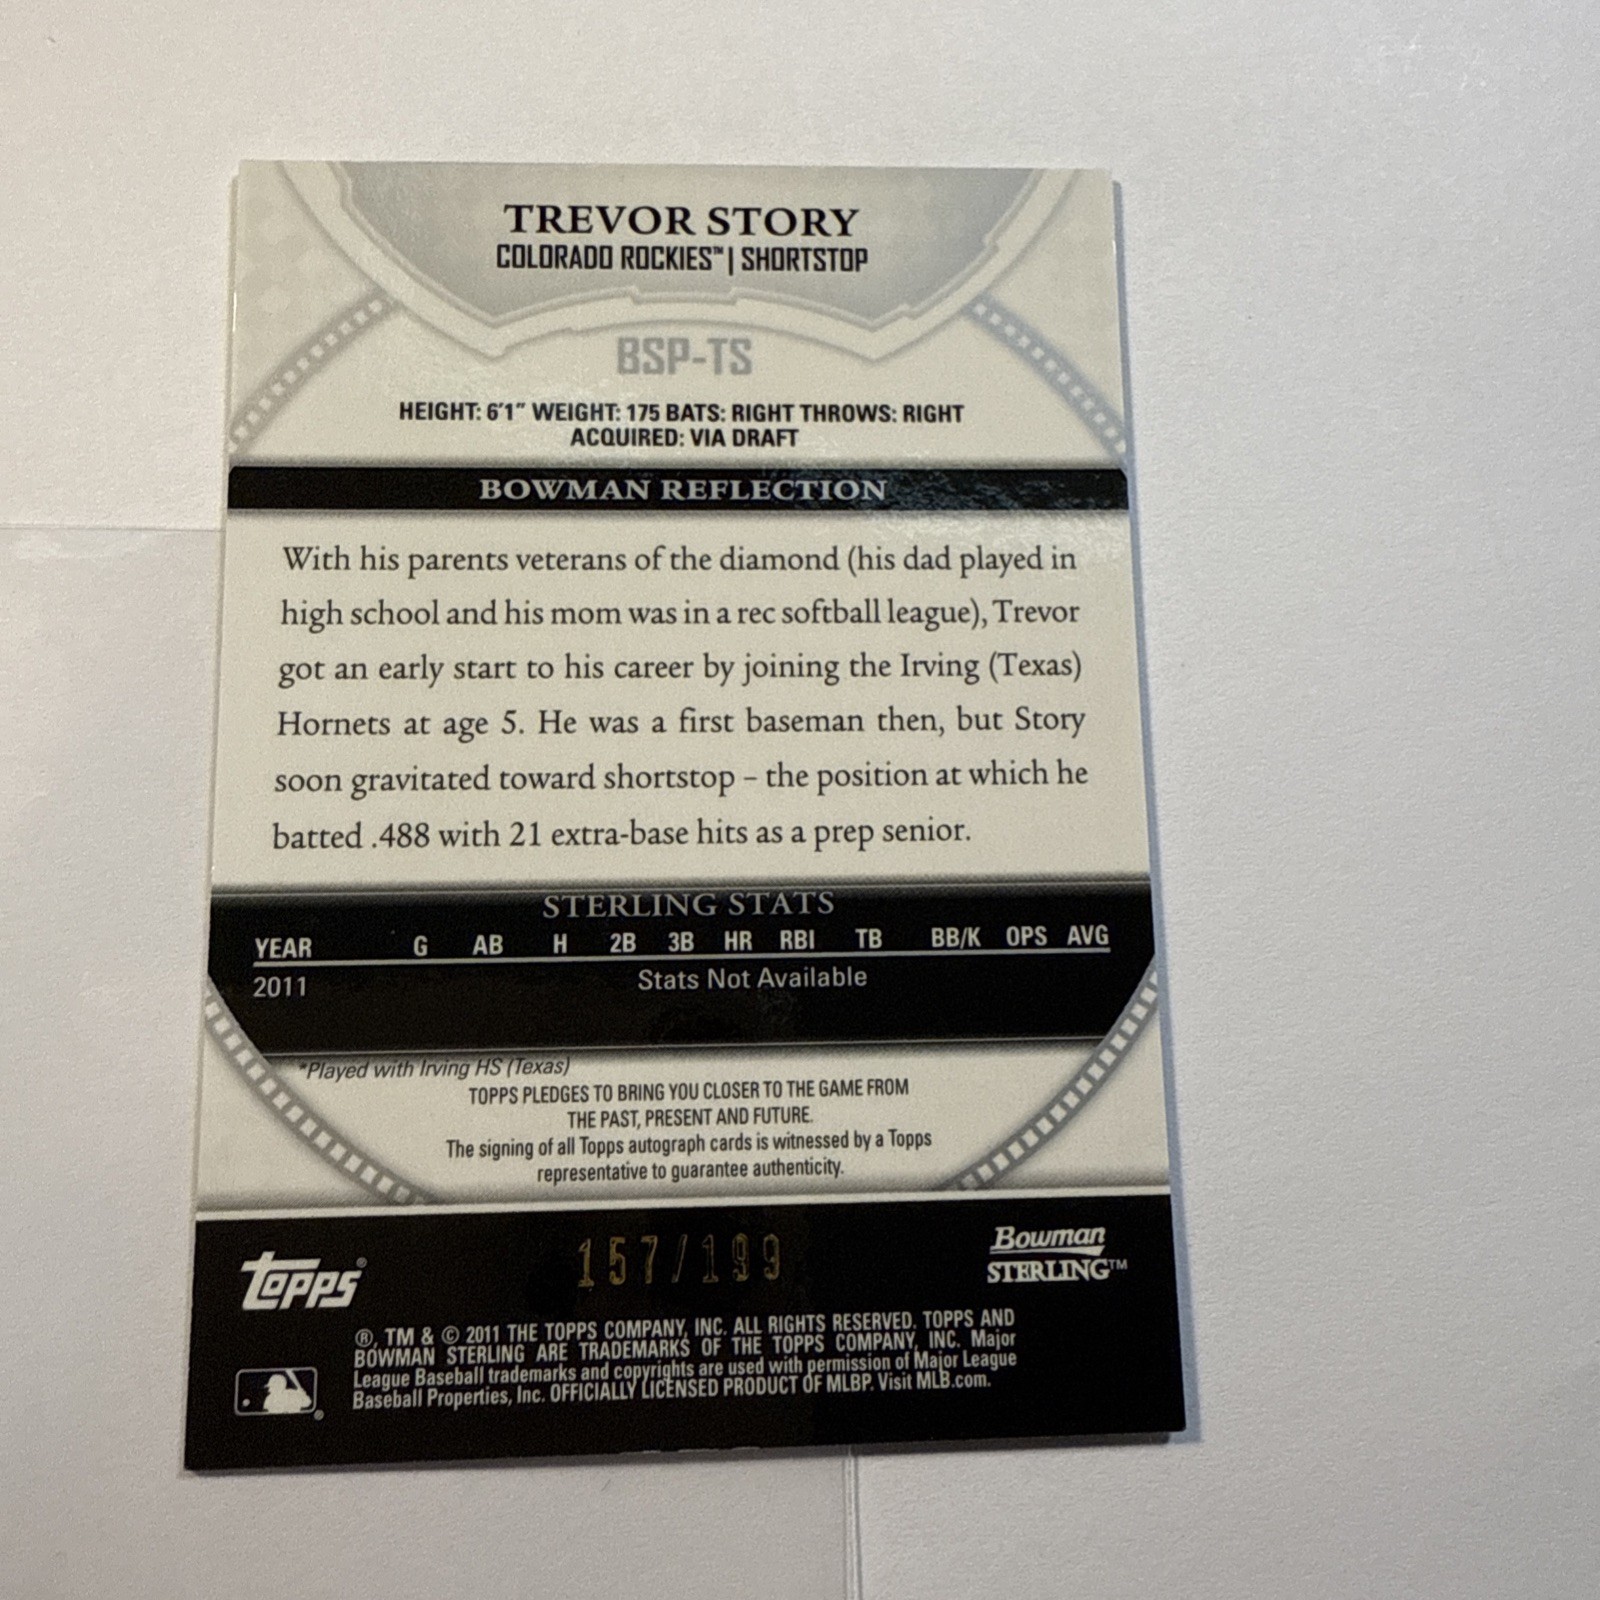 TREVOR STORY
COLORADO ROCKIES™ | SHORTSTOP
BSP-TS
HEIGHT: 6'1" WEIGHT: 175 BATS: RIGHT THROWS: RIGHT
ACQUIRED: VIA DRAFT
BOWMAN REFLECTION
With his parents veterans of the diamond (his dad played in
high school and his mom was in a rec softball league), Trevor
got an early start to his career by joining the Irving (Texas)
Hornets at age 5. He was a first baseman then, but Story
soon gravitated toward shortstop – the position at which he
batted .488 with 21 extra-base hits as a prep senior.
STERLING STATS
YEAR G AB H 2B 3B HR RBI TB BB/K OPS AVG
2011 Stats Not Available
*Played with Irving HS (Texas)
TOPPS PLEDGES TO BRING YOU CLOSER TO THE GAME FROM
THE PAST, PRESENT AND FUTURE.
The signing of all Topps autograph cards is witnessed by a Topps
representative to guarantee authenticity.
157/199
Topps®
Bowman
STERLING™
®, TM & © 2011 THE TOPPS COMPANY, INC. ALL RIGHTS RESERVED. TOPPS AND
BOWMAN STERLING ARE TRADEMARKS OF THE TOPPS COMPANY, INC. Major
League Baseball trademarks and copyrights are used with permission of Major League
Baseball Properties, Inc. OFFICIALLY LICENSED PRODUCT OF MLBP. Visit MLB.com.
®